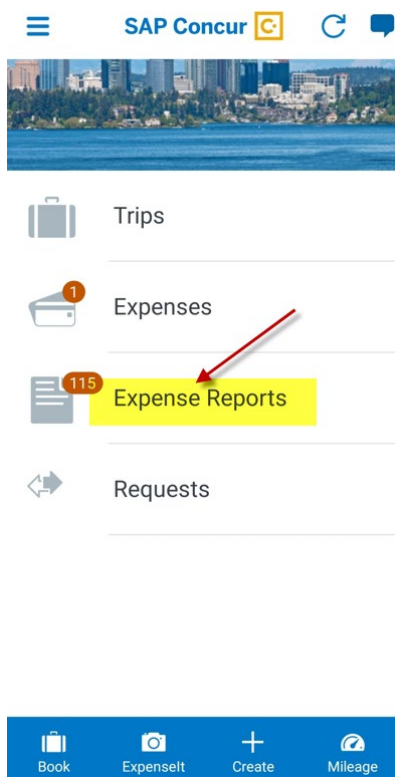 SAP Concur C
Trips
1
Expenses
115
Expense Reports
Requests
Book
ExpenseIt
Create
Mileage